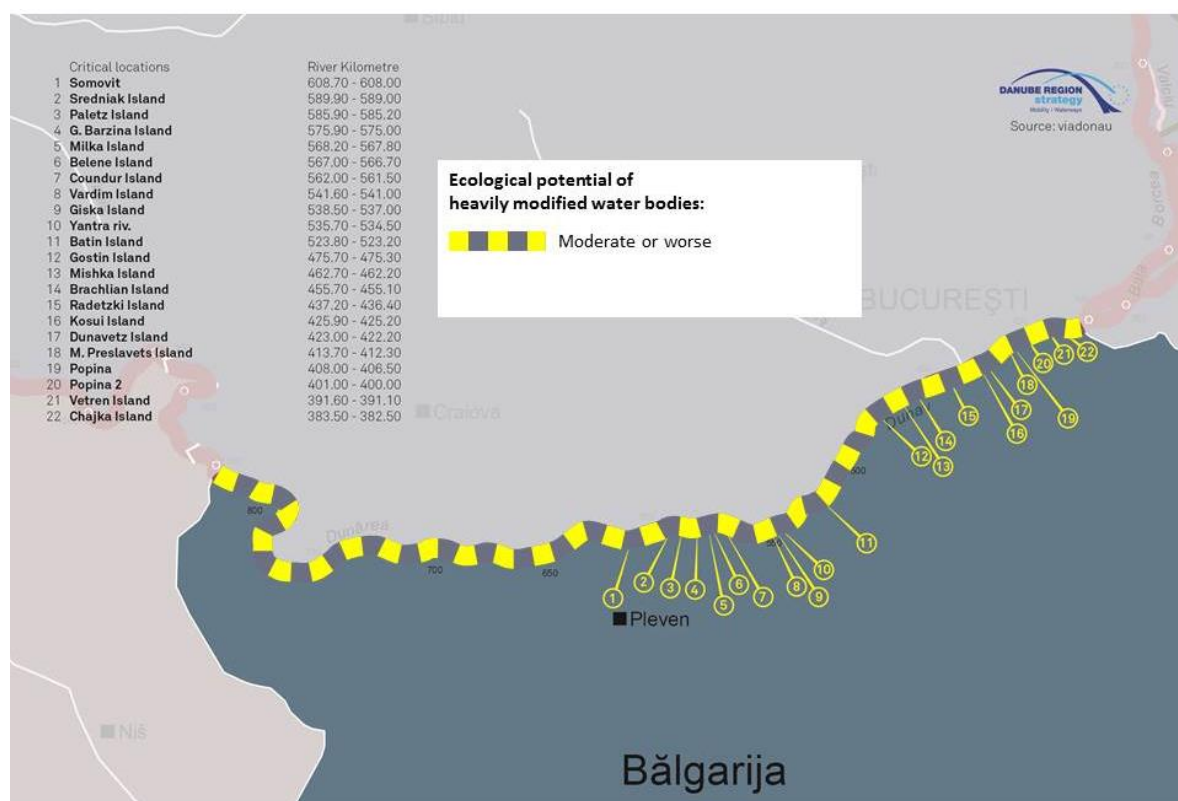 Sibiu
Critical locations River Kilometre
1 Somovit 608.70 - 608.00
2 Sredniak Island 589.90 - 589.00
3 Paletz Island 585.90 - 585.20
4 G. Barzina Island 575.90 - 575.00
5 Milka Island 568.20 - 567.80
6 Belene Island 567.00 - 566.70
7 Coundur Island 562.00 - 561.50
8 Vardim Island 541.60 - 541.00
9 Giska Island 538.50 - 537.00
10 Yantra riv. 535.70 - 534.50
11 Batin Island 523.80 - 523.20
12 Gostin Island 475.70 - 475.30
13 Mishka Island 462.70 - 462.20
14 Brachlian Island 455.70 - 455.10
15 Radetzki Island 437.20 - 436.40
16 Kosui Island 425.90 - 425.20
17 Dunavetz Island 423.00 - 422.20
18 M. Preslavets Island 413.70 - 412.30
19 Popina 408.00 - 406.50
20 Popina 2 401.00 - 400.00
21 Vetren Island 391.60 - 391.10
22 Chajka Island 383.50 - 382.50
DANUBE REGION
strategy
Mobility / Waterways
Source: viadonau
Ecological potential of
heavily modified water bodies:
Moderate or worse
Borcea
BUCUREȘTI
Craiova
Dunărea
800
700
650
550
500
1
2
3
4
5
6
7
8
9
10
11
12
13
14
15
16
17
18
19
20
21
22
Pleven
Niš
Bălgarija